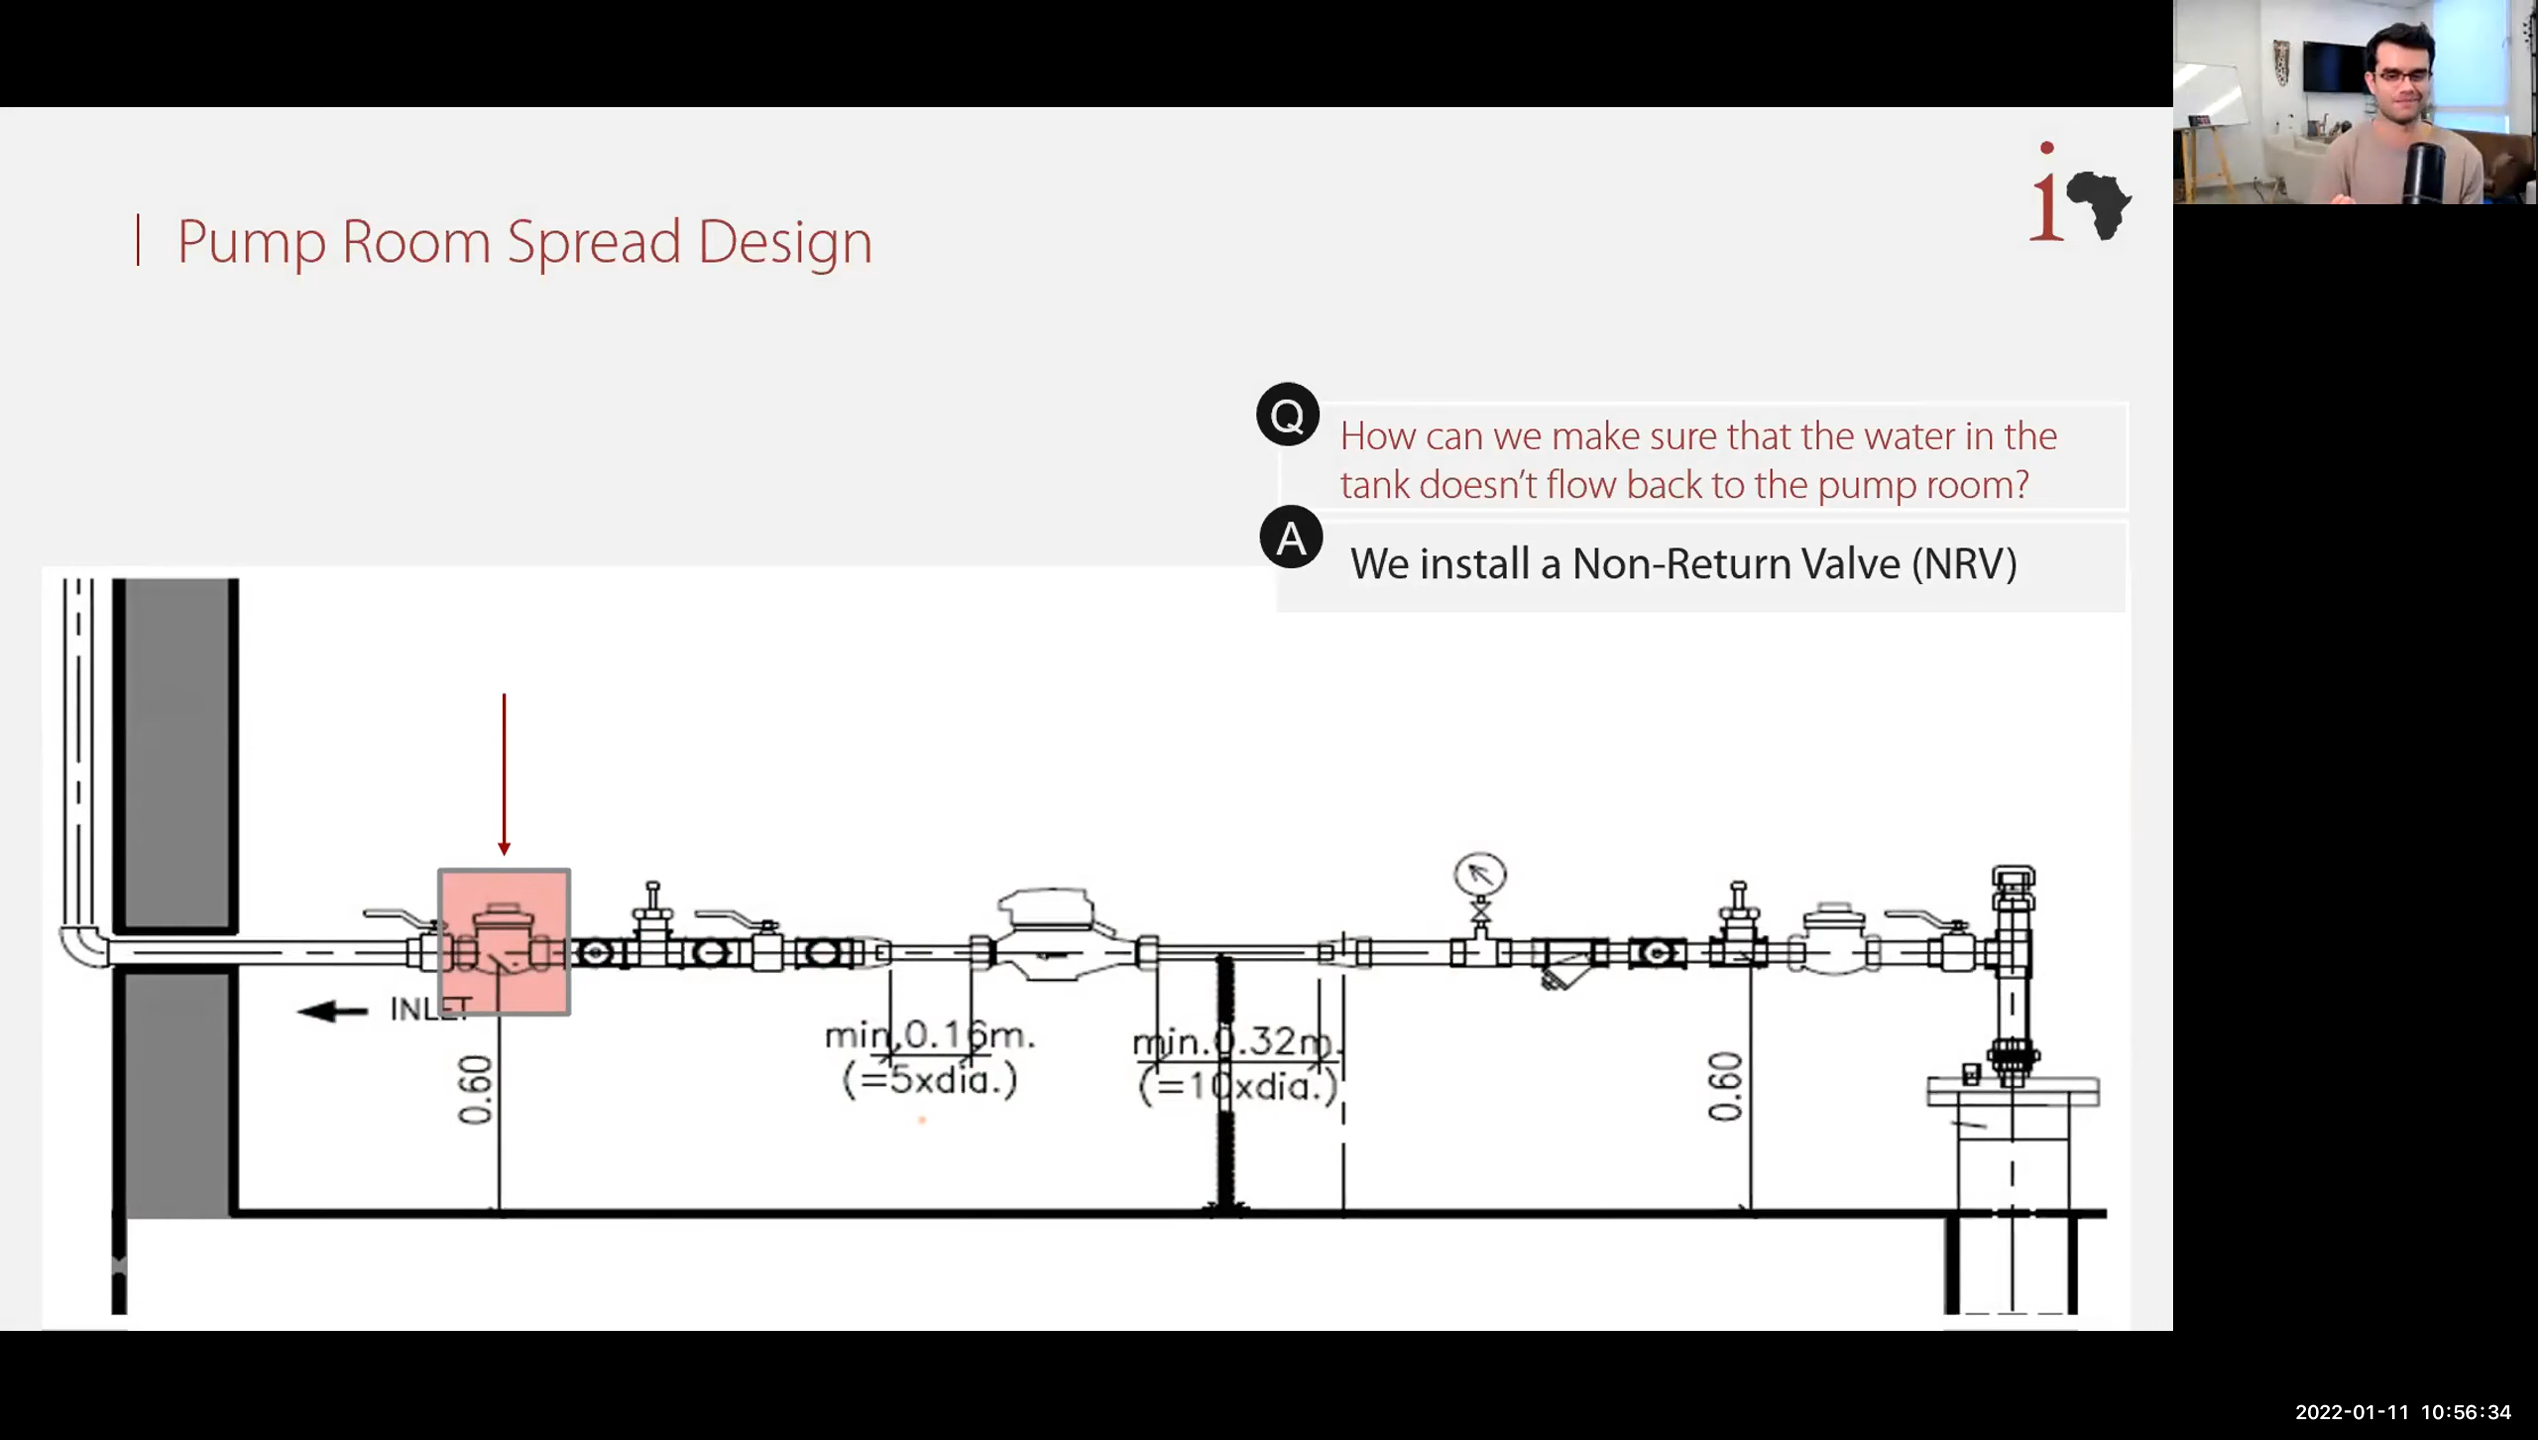 Pump Room Spread Design
i
Q
How can we make sure that the water in the
tank doesn't flow back to the pump room?
A
We install a Non-Return Valve (NRV)
INLET
0.60
min.0.16m.
(=5xdia.)
min.0.32m.
(=10xdia.)
0.60
2022-01-11 10:56:34